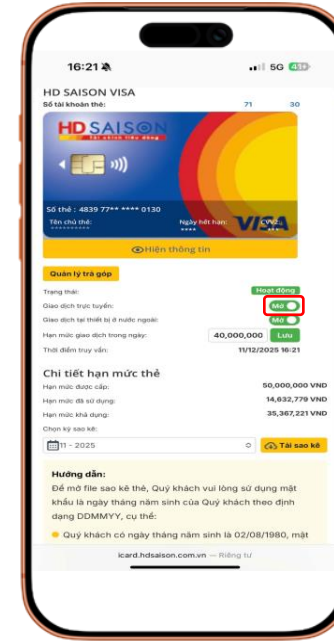 16:21
5G 45
HD SAISON VISA
Số tài khoản thẻ: 71 30
HD SAISON
Tài chính tiêu dùng
Số thẻ : 4839 77** **** 0130
Tên chủ thẻ: Ngày hết hạn: CVV2:
********** **** ***
VISA
Hiện thông tin
Quản lý trả góp
Trạng thái: Hoạt động
Giao dịch trực tuyến: Mở
Giao dịch tại thiết bị ở nước ngoài: Mở
Hạn mức giao dịch trong ngày: 40,000,000 Lưu
Thời điểm truy vấn: 11/12/2025 16:21
Chi tiết hạn mức thẻ
Hạn mức được cấp: 50,000,000 VND
Hạn mức đã sử dụng: 14,632,779 VND
Hạn mức khả dụng: 35,367,221 VND
Chọn kỳ sao kê:
11 - 2025 Tải sao kê
Hướng dẫn:
Để mở file sao kê thẻ, Quý khách vui lòng sử dụng mật
khẩu là ngày tháng năm sinh của Quý khách theo định
dạng DDMMYY, cụ thể:
Quý khách có ngày tháng năm sinh là 02/08/1980, mật
icard.hdsaison.com.vn — Riêng tư